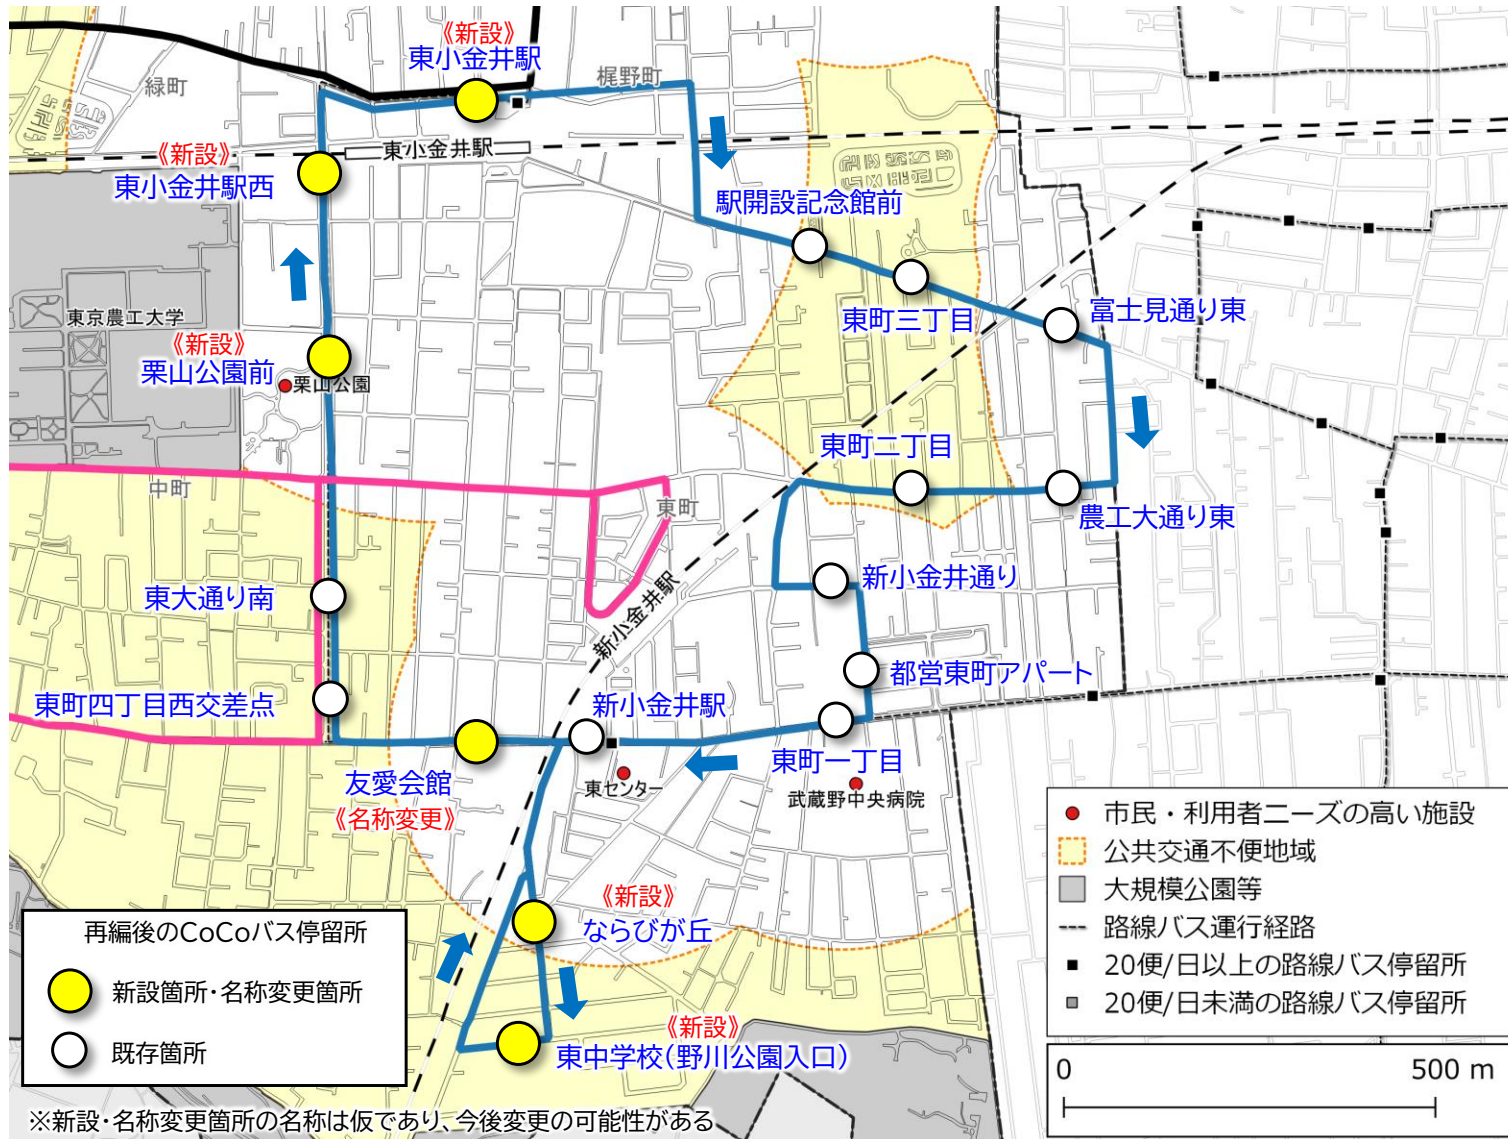 《新設》
東小金井駅
緑町
梶野町
東小金井駅
《新設》
東小金井駅西
駅開設記念館前
東京農工大学
《新設》
栗山公園前
栗山公園
東町三丁目
富士見通り東
中町
東町
東町二丁目
農工大通り東
新小金井通り
東大通り南
新小金井駅
都営東町アパート
東町四丁目西交差点
新小金井駅
友愛会館
《名称変更》
東センター
東町一丁目
武蔵野中央病院
《新設》
ならびが丘
《新設》
東中学校(野川公園入口)
再編後のCoCoバス停留所
新設箇所・名称変更箇所
既存箇所
市民・利用者ニーズの高い施設
公共交通不便地域
大規模公園等
路線バス運行経路
20便/日以上の路線バス停留所
20便/日未満の路線バス停留所
0 500 m
※新設・名称変更箇所の名称は仮であり、今後変更の可能性がある